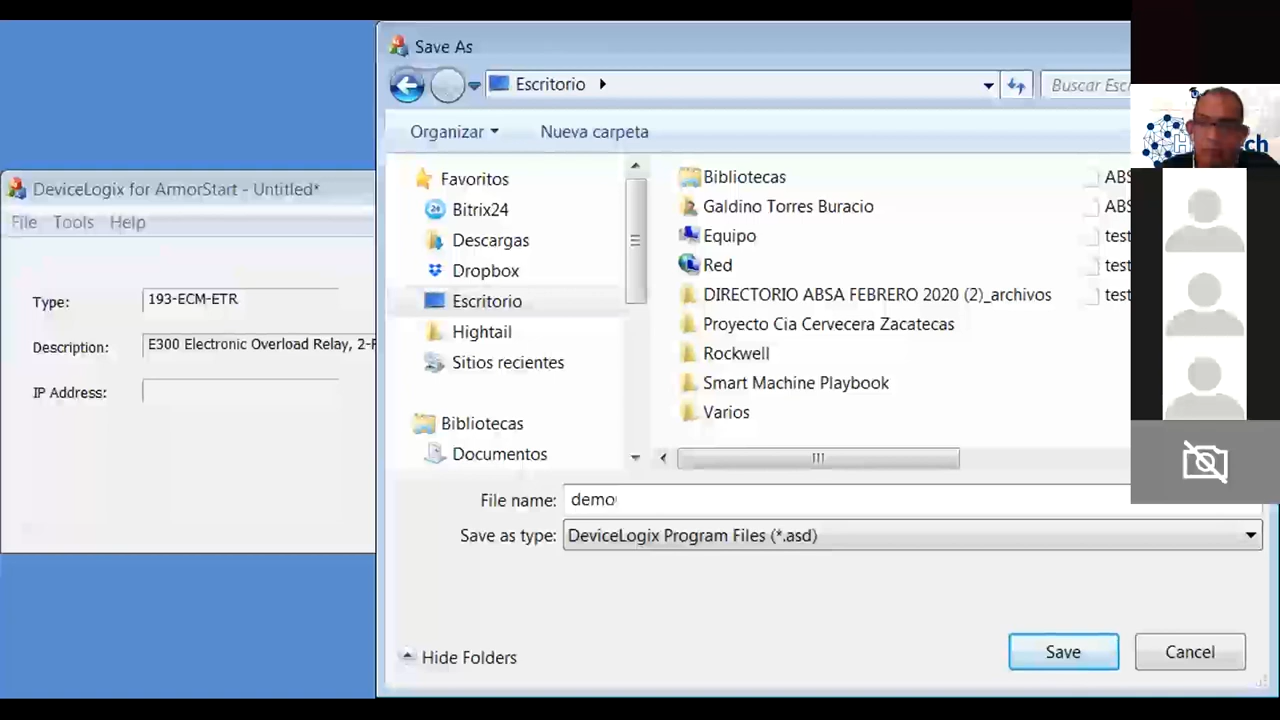 Save As
Escritorio
Buscar Esc
Organizar
Nueva carpeta
DeviceLogix for ArmorStart - Untitled*
File Tools Help
Type: 193-ECM-ETR
Description: E300 Electronic Overload Relay, 2-
IP Address:
Favoritos
Bitrix24
Descargas
Dropbox
Escritorio
Hightail
Sitios recientes
Bibliotecas
Documentos
Bibliotecas
Galdino Torres Buracio
Equipo
Red
DIRECTORIO ABSA FEBRERO 2020 (2)_archivos
Proyecto Cia Cervecera Zacatecas
Rockwell
Smart Machine Playbook
Varios
ABS
ABS
test
test
test
File name: demo
Save as type: DeviceLogix Program Files (*.asd)
Hide Folders
Save
Cancel